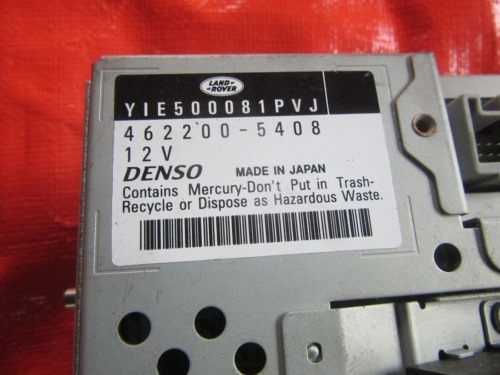 LAND-
-ROVER
YIE500081PVJ
462200-5408
12V
DENSO MADE IN JAPAN
Contains Mercury-Don't Put in Trash-
Recycle or Dispose as Hazardous Waste.